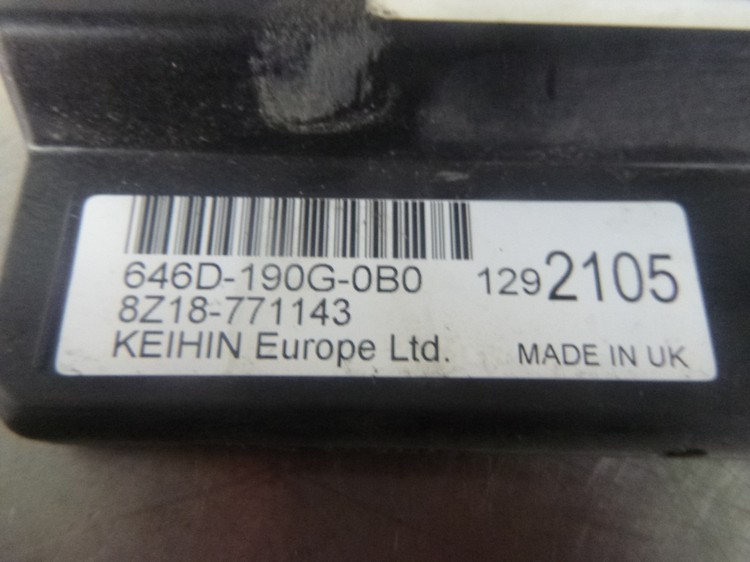 646D-190G-0B0 1292105
8Z18-771143
KEIHIN Europe Ltd. MADE IN UK